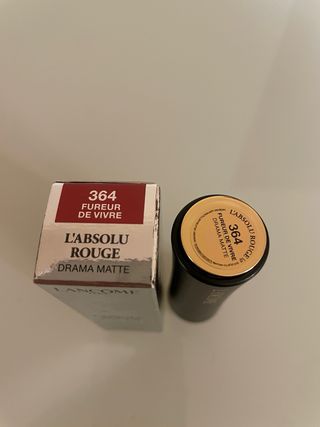 364
FUREUR
DE VIVRE
L'ABSOLU
ROUGE
DRAMA MATTE
LANCÔME
L'ABSOLU ROUGE
364
FUREUR DE VIVRE
DRAMA MATTE